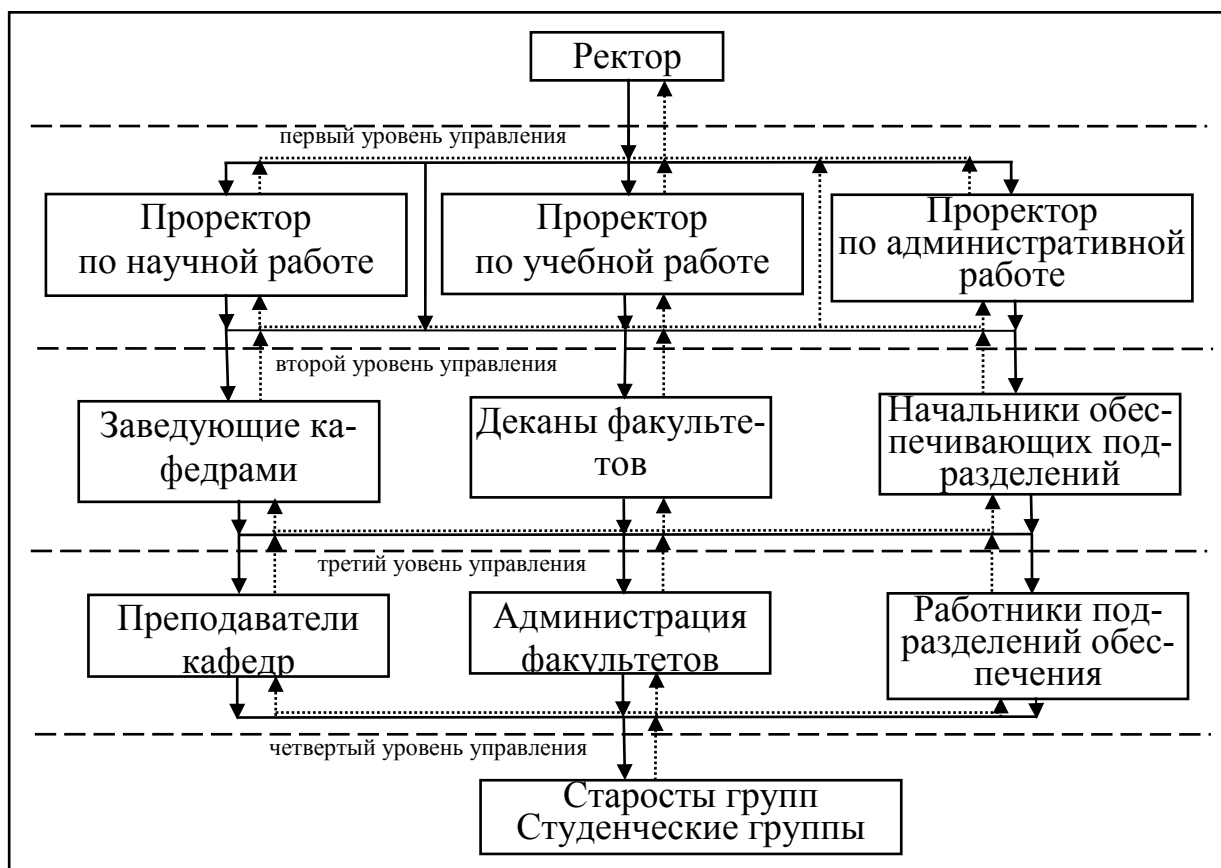 Ректор
первый уровень управления
Проректор
по научной работе
Проректор
по учебной работе
Проректор
по административной
работе
второй уровень управления
Заведующие ка-
федрами
Деканы факульте-
тов
Начальники обес-
печивающих под-
разделений
третий уовень управления
Преподаватели
кафедр
Администрация
факультетов
Работники под-
разделений обес-
печения
четвертый уровень управления
Старосты групп
Студенческие группы